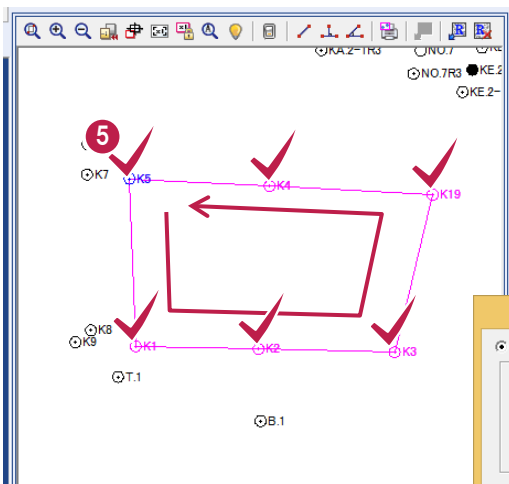 KA.2-1R3
NO.7
NO.7R3
KE.2
KE.2-
5
K7
K5
K4
K19
K8
K9
K1
K2
K3
T.1
B.1